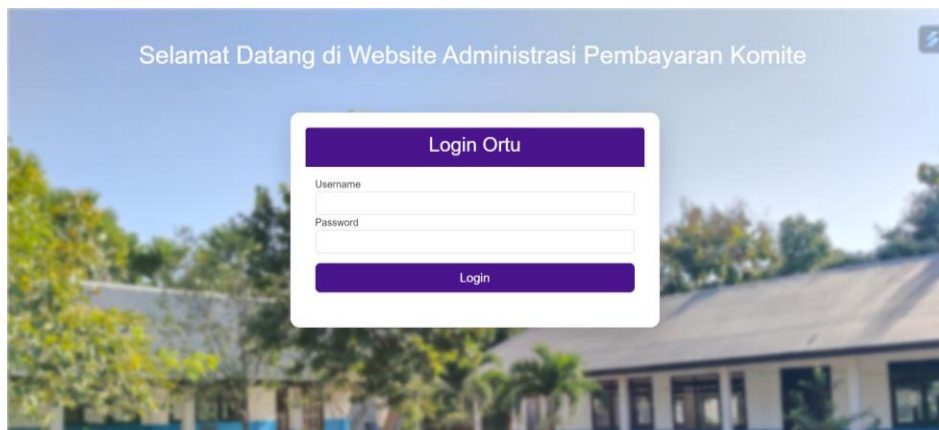 Selamat Datang di Website Administrasi Pembayaran Komite
Login Ortu
Username
Password
Login